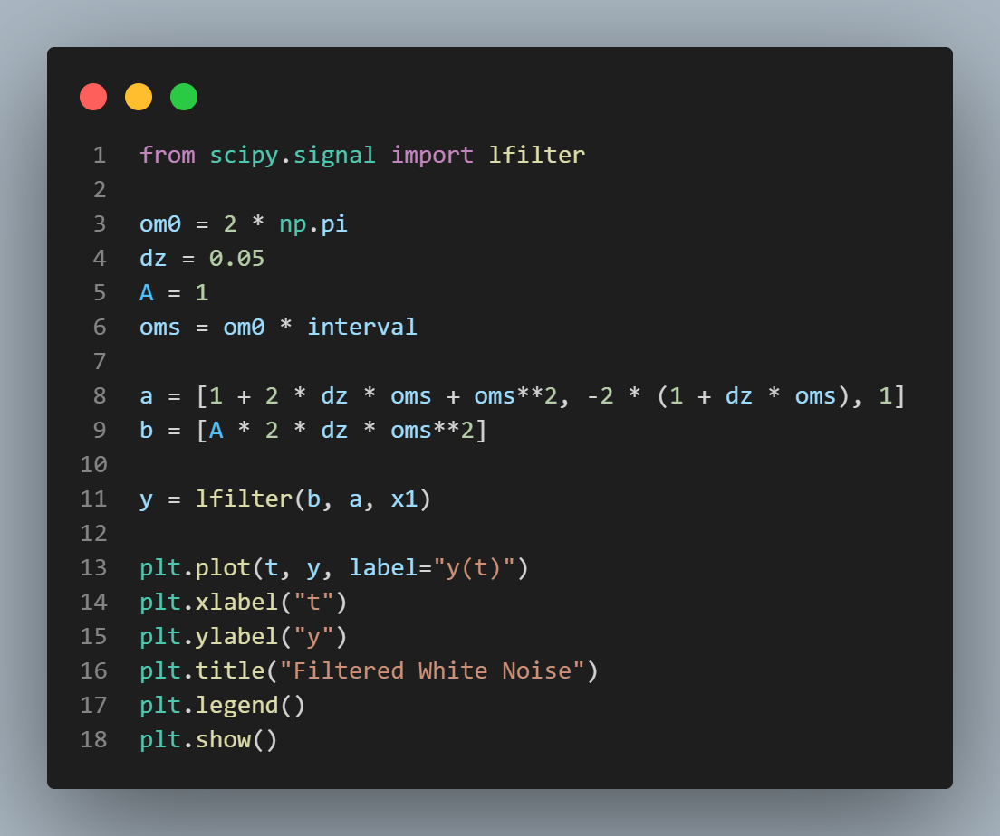 1 from scipy.signal import lfilter
2
3 om0 = 2 * np.pi
4 dz = 0.05
5 A = 1
6 oms = om0 * interval
7
8 a = [1 + 2 * dz * oms + oms**2, -2 * (1 + dz * oms), 1]
9 b = [A * 2 * dz * oms**2]
10
11 y = lfilter(b, a, x1)
12
13 plt.plot(t, y, label="y(t)")
14 plt.xlabel("t")
15 plt.ylabel("y")
16 plt.title("Filtered White Noise")
17 plt.legend()
18 plt.show()